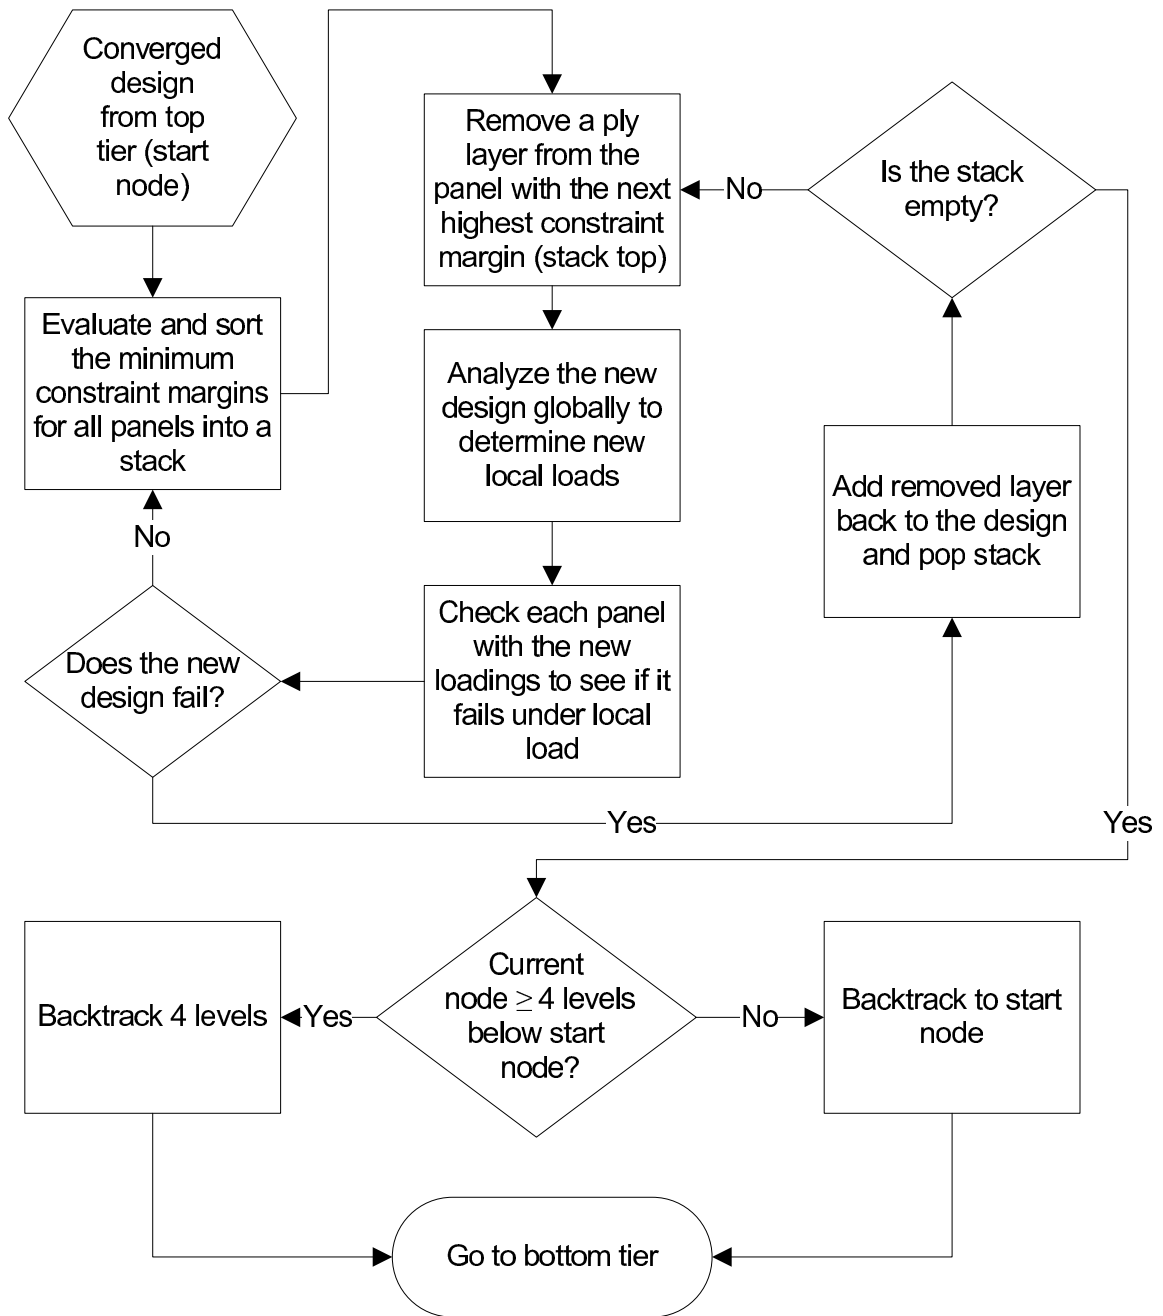 Converged
design
from top
tier (start
node)
Evaluate and sort
the minimum
constraint margins
for all panels into a
stack
Remove a ply
layer from the
panel with the next
highest constraint
margin (stack top)
Analyze the new
design globally to
determine new
local loads
Check each panel
with the new
loadings to see if it
fails under local
load
Does the new
design fail?
No
Yes
Add removed layer
back to the design
and pop stack
Is the stack
empty?
No
Yes
Current
node ≥ 4 levels
below start
node?
Yes
No
Backtrack 4 levels
Backtrack to start
node
Go to bottom tier